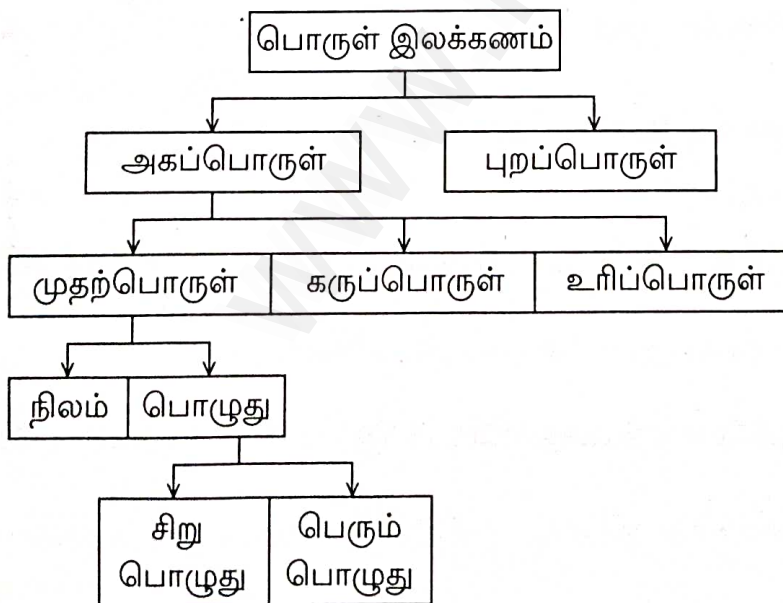 பொருள் இலக்கணம்
அகப்பொருள் புறப்பொருள்
முதற்பொருள் கருப்பொருள் உரிப்பொருள்
நிலம் பொழுது
சிறு பெரும்
பொழுது பொழுது